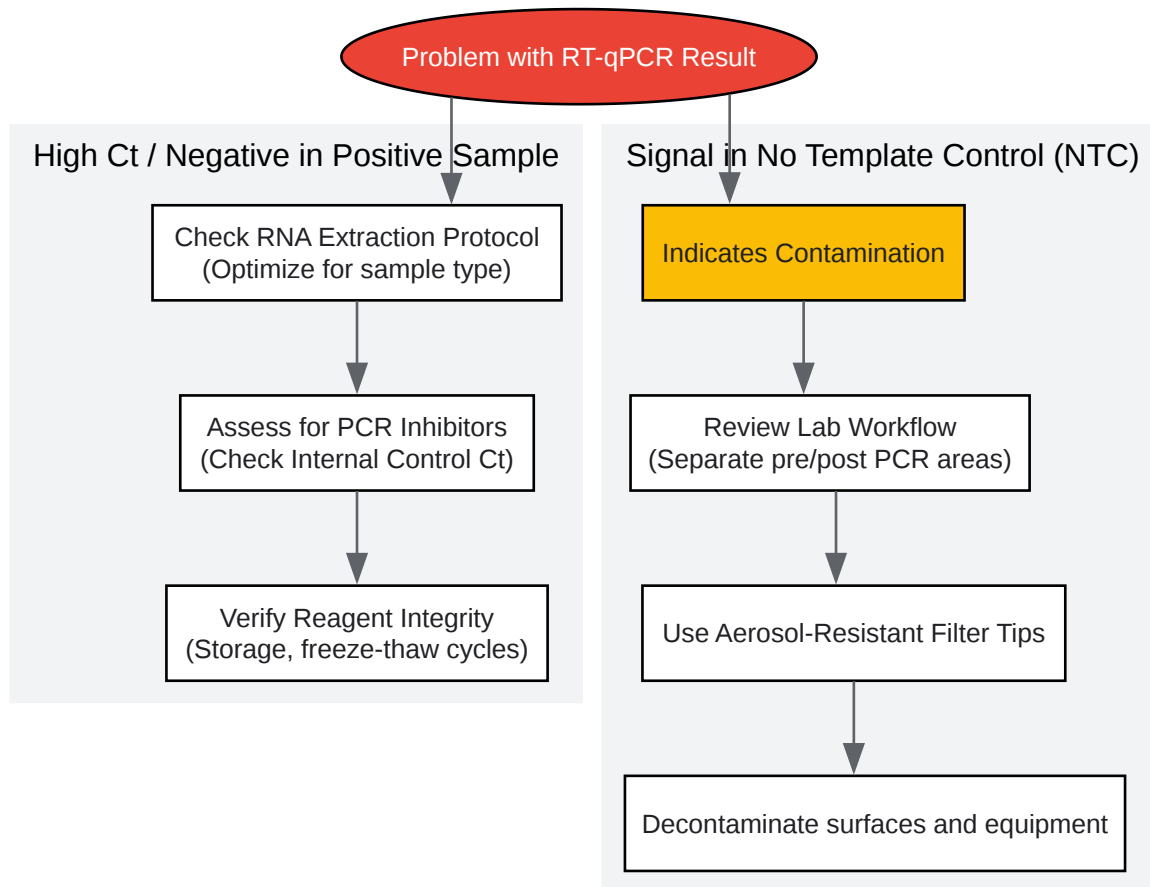 Problem with RT-qPCR Result
High Ct / Negative in Positive Sample
Check RNA Extraction Protocol
(Optimize for sample type)
Assess for PCR Inhibitors
(Check Internal Control Ct)
Verify Reagent Integrity
(Storage, freeze-thaw cycles)
Signal in No Template Control (NTC)
Indicates Contamination
Review Lab Workflow
(Separate pre/post PCR areas)
Use Aerosol-Resistant Filter Tips
Decontaminate surfaces and equipment